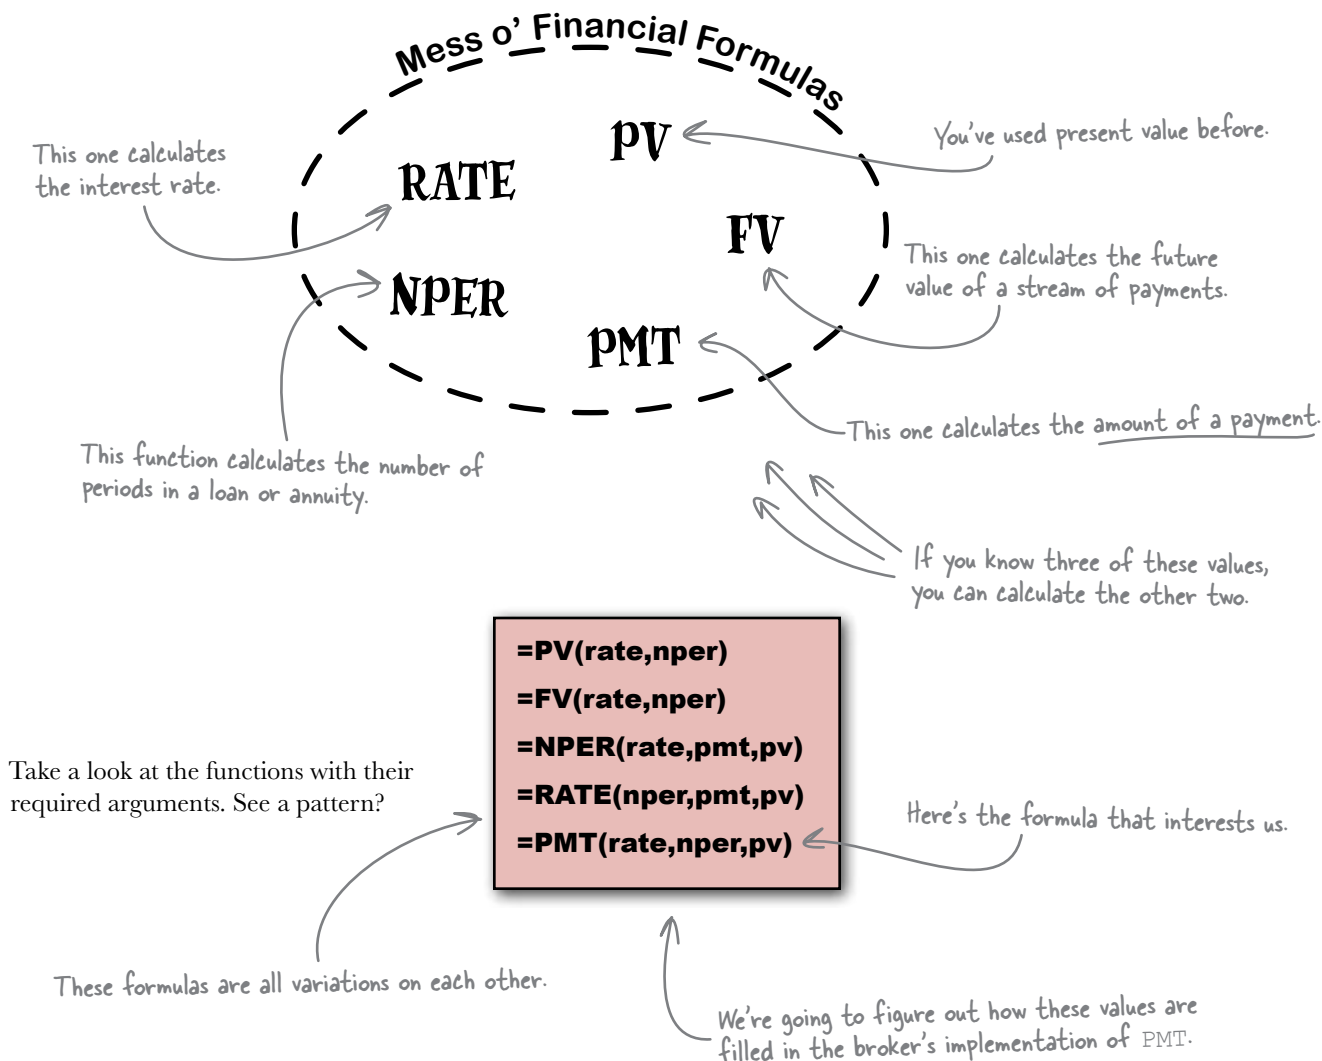 Mess o’ Financial Formulas
PV
You’ve used present value before.
This one calculates
the interest rate.
RATE
FV
This one calculates the future
value of a stream of payments.
NPER
PMT
This one calculates the amount of a payment.
This function calculates the number of
periods in a loan or annuity.
If you know three of these values,
you can calculate the other two.
=PV(rate,nper)
=FV(rate,nper)
=NPER(rate,pmt,pv)
=RATE(nper,pmt,pv)
=PMT(rate,nper,pv)
Take a look at the functions with their
required arguments. See a pattern?
Here’s the formula that interests us.
These formulas are all variations on each other.
We’re going to figure out how these values are
filled in the broker’s implementation of PMT.